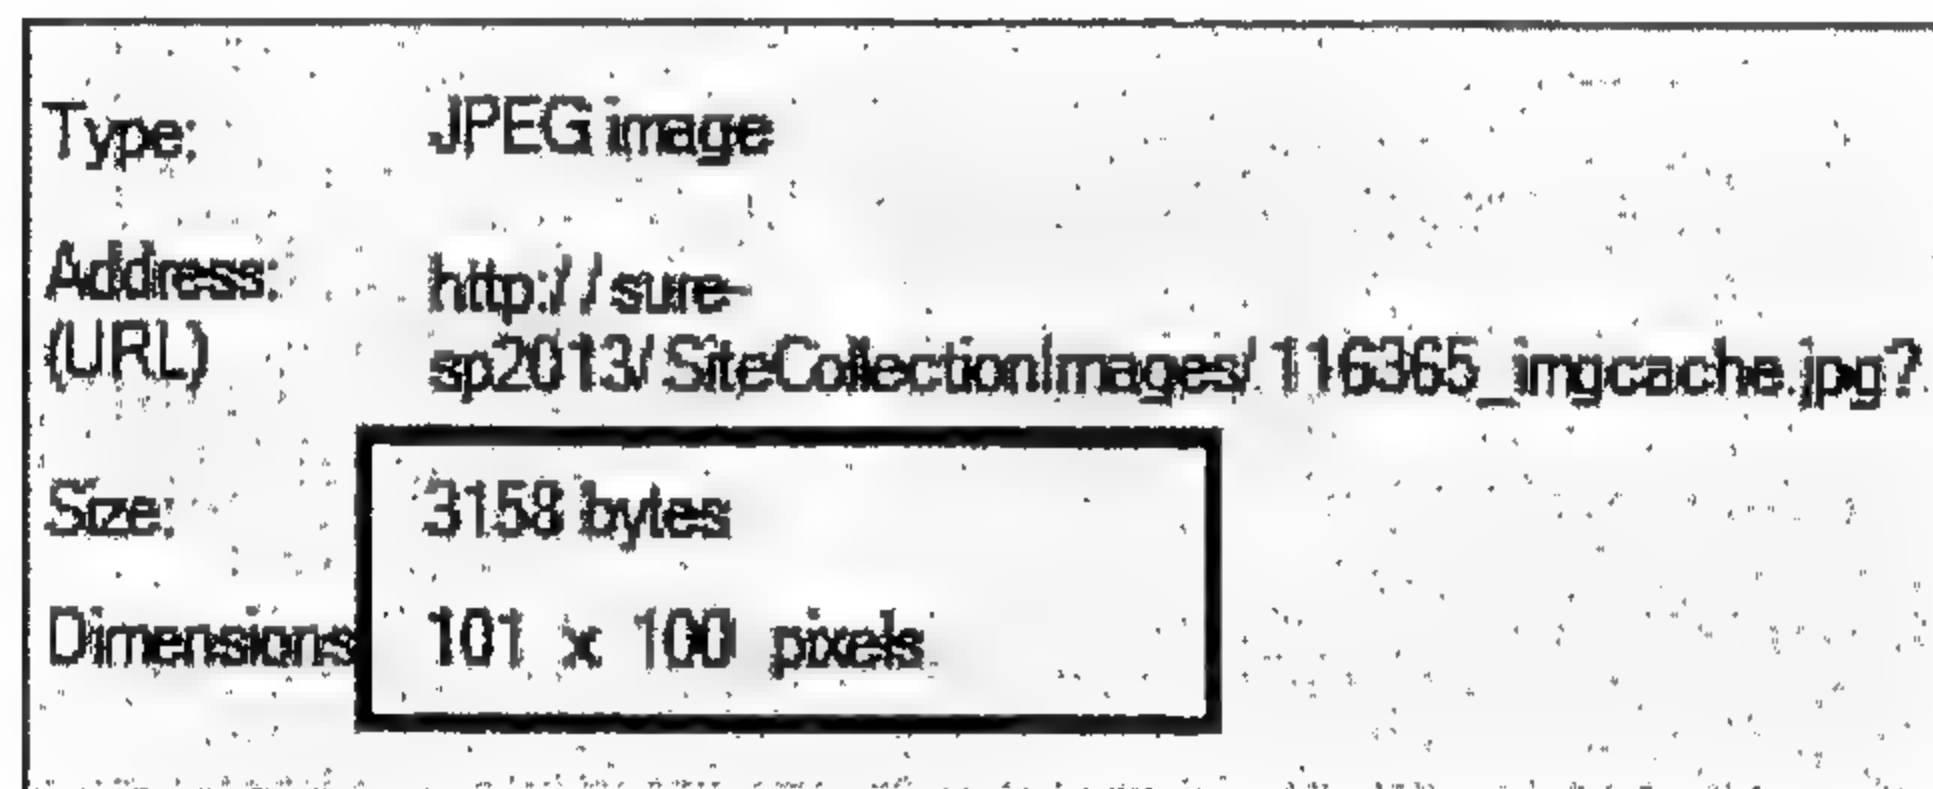 Type: JPEG image
Address: http://sure-
(URL) sp2013/SiteCollectionImages/116365_imgcache.jpg?
Size: 3158 bytes
Dimensions 101 x 100 pixels